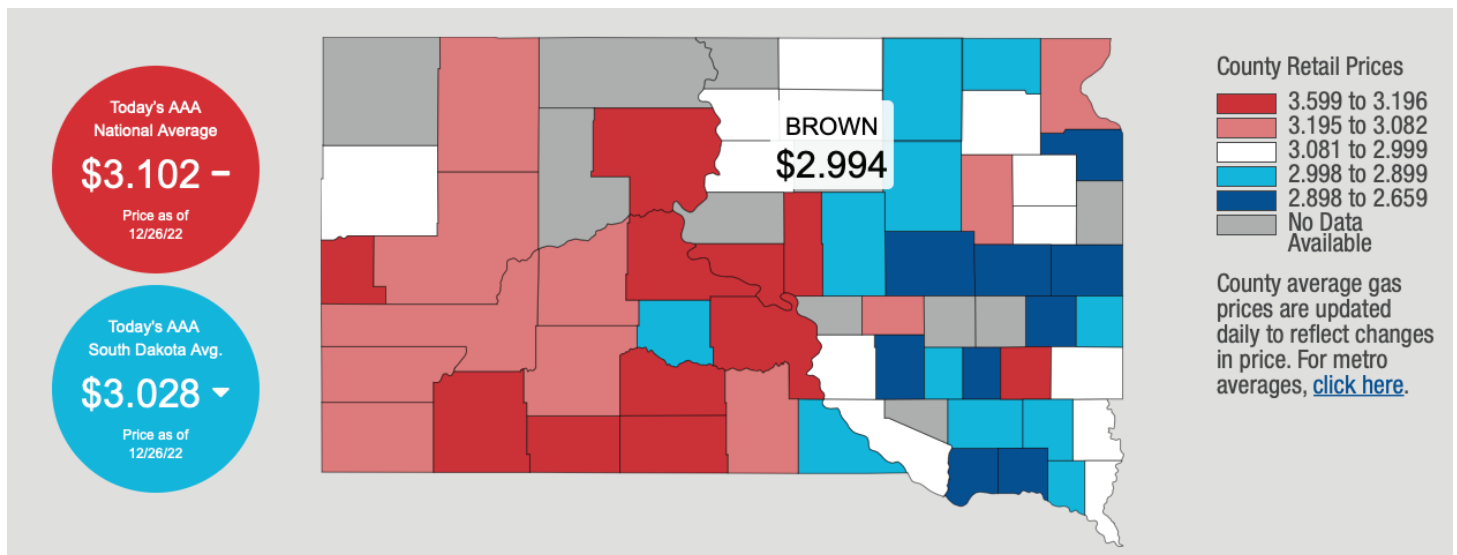 Today's AAA
National Average
$3.102 –
Price as of
12/26/22
Today's AAA
South Dakota Avg.
$3.028
Price as of
12/26/22
BROWN
$2.994
County Retail Prices
3.599 to 3.196
3.195 to 3.082
3.081 to 2.999
2.998 to 2.899
2.898 to 2.659
No Data
Available
County average gas
prices are updated
daily to reflect changes
in price. For metro
averages, click here.